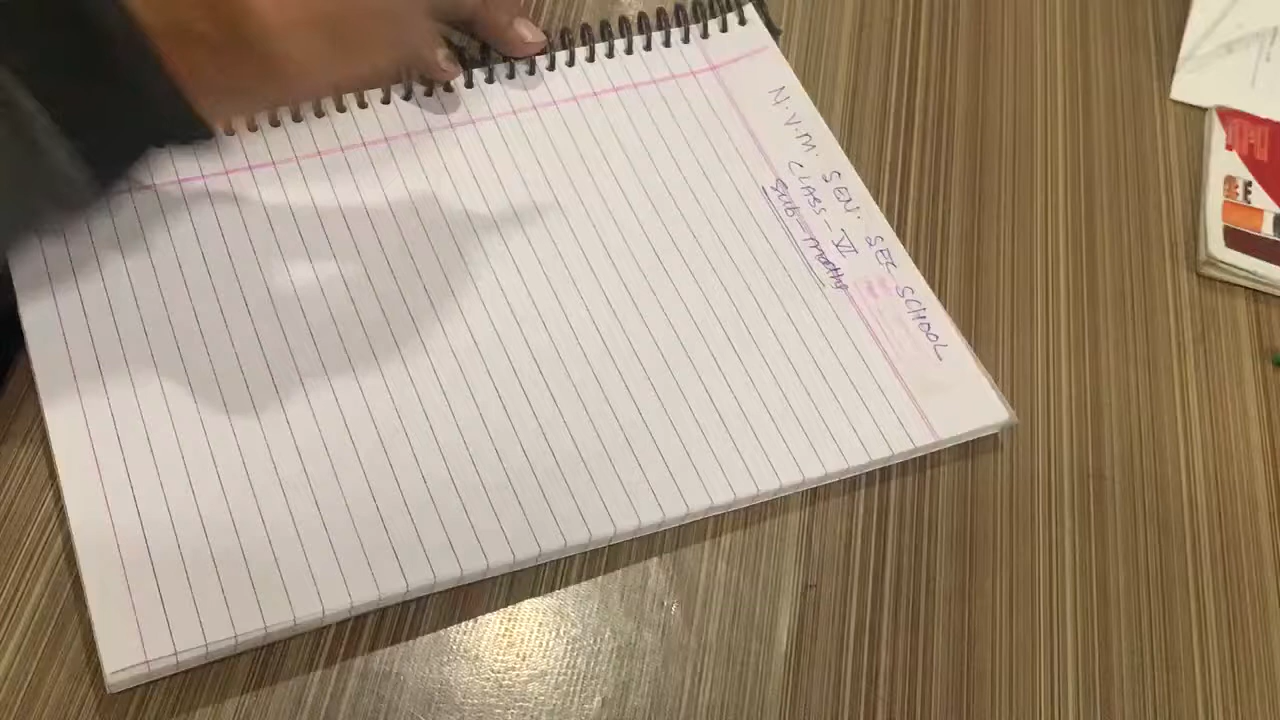 N.V.M. SEN. SEC SCHOOL
CLASS - VI
SUB - Maths